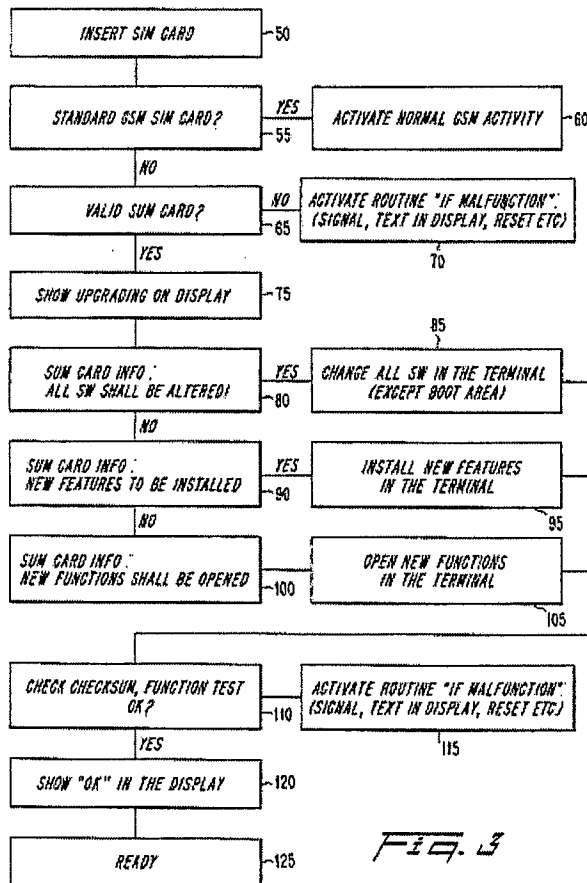 INSERT SIM CARD
50
STANDARD GSM SIM CARD?
55
YES
ACTIVATE NORMAL GSM ACTIVITY
60
NO
VALID SUM CARD?
65
NO
ACTIVATE ROUTINE "IF MALFUNCTION":
(SIGNAL, TEXT IN DISPLAY, RESET ETC)
70
YES
SHOW UPGRADING ON DISPLAY
75
SUM CARD INFO:
ALL SW SHALL BE ALTERED!
80
YES
85
CHANGE ALL SW IN THE TERMINAL
(EXCEPT BOOT AREA)
NO
SUM CARD INFO:
NEW FEATURES TO BE INSTALLED
90
YES
INSTALL NEW FEATURES
IN THE TERMINAL
95
NO
SUM CARD INFO:
NEW FUNCTIONS SHALL BE OPENED
100
OPEN NEW FUNCTIONS
IN THE TERMINAL
105
CHECK CHECKSUM, FUNCTION TEST
OK?
110
ACTIVATE ROUTINE "IF MALFUNCTION":
(SIGNAL, TEXT IN DISPLAY, RESET ETC)
115
YES
SHOW "OK" IN THE DISPLAY
120
READY
125
Fig. 3